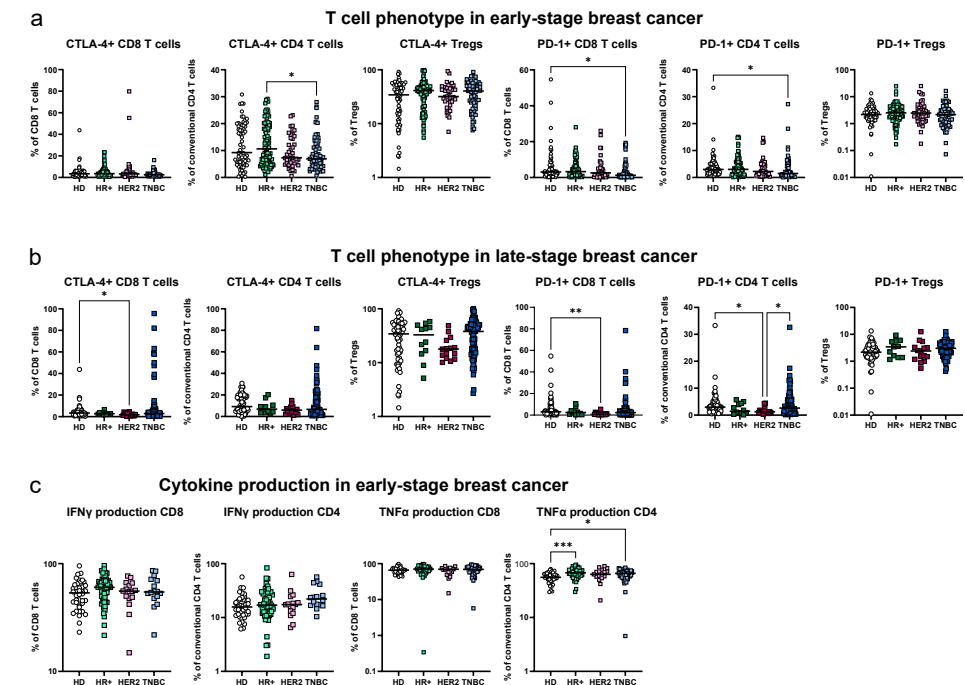 a
T cell phenotype in early-stage breast cancer
CTLA-4+ CD8 T cells
% of CD8 T cells
100
80
60
40
20
0
HD HR+ HER2 TNBC
CTLA-4+ CD4 T cells
% of conventional CD4 T cells
40
30
20
10
0
*
HD HR+ HER2 TNBC
CTLA-4+ Tregs
% of Tregs
100
10
1
HD HR+ HER2 TNBC
PD-1+ CD8 T cells
% of CD8 T cells
60
40
20
0
*
HD HR+ HER2 TNBC
PD-1+ CD4 T cells
% of conventional CD4 T cells
40
30
20
10
0
*
HD HR+ HER2 TNBC
PD-1+ Tregs
% of Tregs
100
10
1
0.1
0.01
HD HR+ HER2 TNBC
b
T cell phenotype in late-stage breast cancer
CTLA-4+ CD8 T cells
% of CD8 T cells
100
80
60
40
20
0
*
HD HR+ HER2 TNBC
CTLA-4+ CD4 T cells
% of conventional CD4 T cells
100
80
60
40
20
0
HD HR+ HER2 TNBC
CTLA-4+ Tregs
% of Tregs
100
10
1
HD HR+ HER2 TNBC
PD-1+ CD8 T cells
% of CD8 T cells
100
80
60
40
20
0
**
HD HR+ HER2 TNBC
PD-1+ CD4 T cells
% of conventional CD4 T cells
40
30
20
10
0
* *
HD HR+ HER2 TNBC
PD-1+ Tregs
% of Tregs
100
10
1
0.1
0.01
HD HR+ HER2 TNBC
c
Cytokine production in early-stage breast cancer
IFNγ production CD8
% of CD8 T cells
100
10
HD HR+ HER2 TNBC
IFNγ production CD4
% of conventional CD4 T cells
100
10
1
HD HR+ HER2 TNBC
TNFα production CD8
% of CD8 T cells
100
10
1
0.1
HD HR+ HER2 TNBC
TNFα production CD4
% of conventional CD4 T cells
100
10
1
*
***
HD HR+ HER2 TNBC